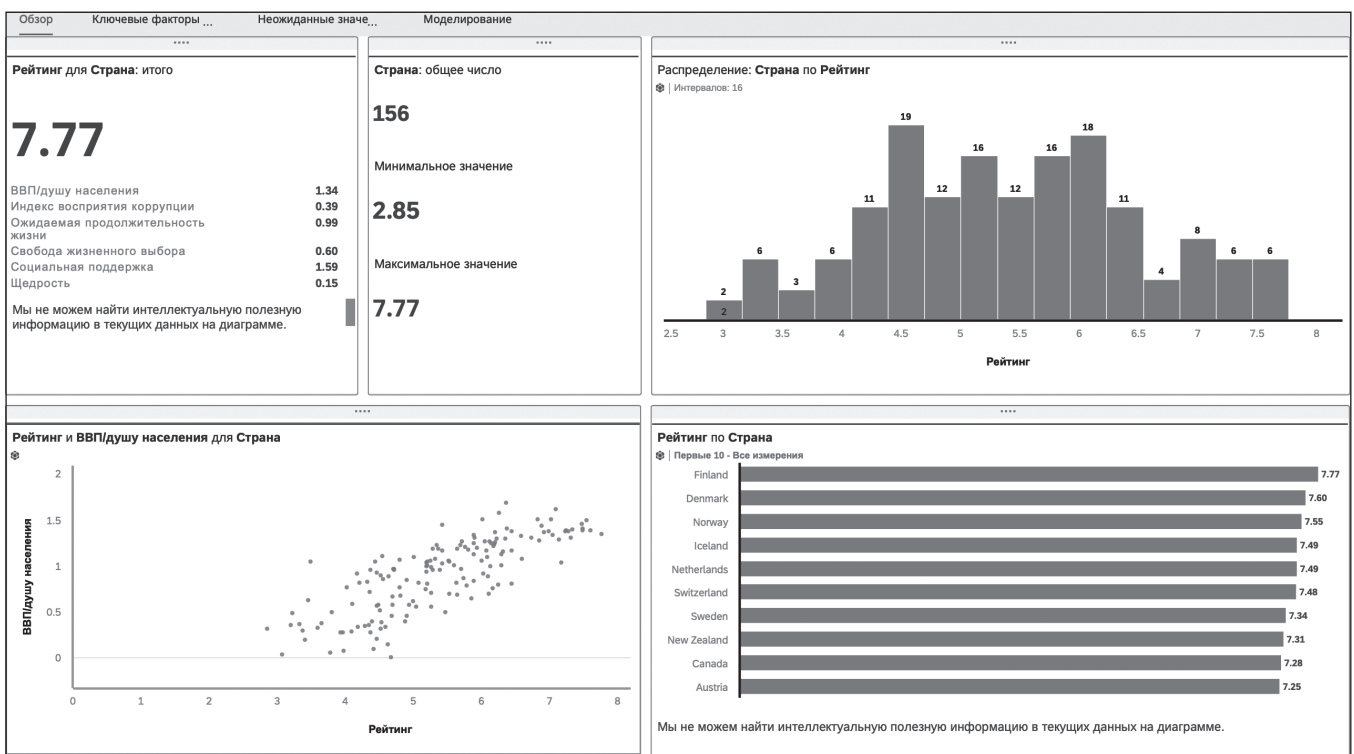 Обзор
Ключевые факторы ...
Неожиданные значе...
Моделирование
Рейтинг для Страна: итого
7.77
ВВП/душу населения 1.34
Индекс восприятия коррупции 0.39
Ожидаемая продолжительность 0.99
жизни
Свобода жизненного выбора 0.60
Социальная поддержка 1.59
Щедрость 0.15
Мы не можем найти интеллектуальную полезную
информацию в текущих данных на диаграмме.
Страна: общее число
156
Минимальное значение
2.85
Максимальное значение
7.77
Распределение: Страна по Рейтинг
Интервалов: 16
2 6 3 6 11 19 12 16 12 16 18 11 4 8 6 6
2
2.5 3 3.5 4 4.5 5 5.5 6 6.5 7 7.5 8
Рейтинг
Рейтинг и ВВП/душу населения для Страна
ВВП/душу населения
2
1.5
1
0.5
0
0 1 2 3 4 5 6 7 8
Рейтинг
Рейтинг по Страна
Первые 10 - Все измерения
Finland 7.77
Denmark 7.60
Norway 7.55
Iceland 7.49
Netherlands 7.49
Switzerland 7.48
Sweden 7.34
New Zealand 7.31
Canada 7.28
Austria 7.25
Мы не можем найти интеллектуальную полезную информацию в текущих данных на диаграмме.